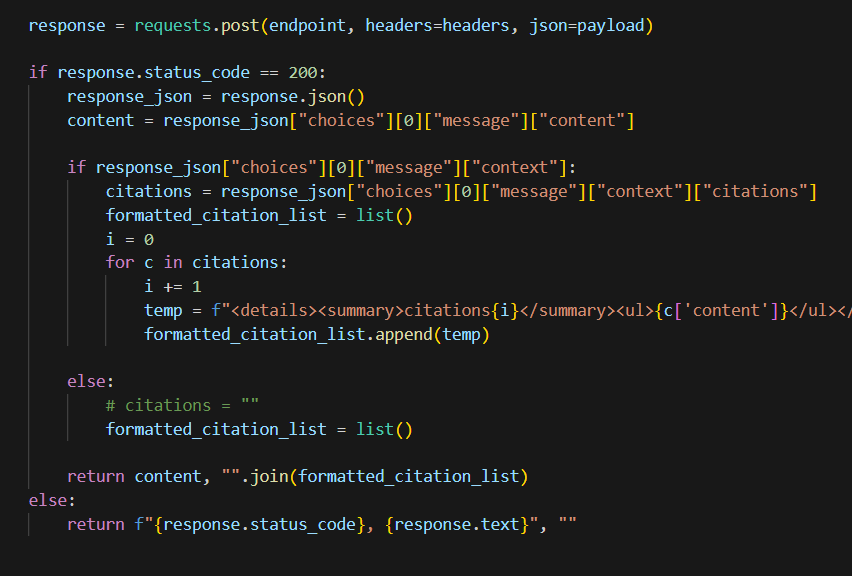 response = requests.post(endpoint, headers=headers, json=payload)
if response.status_code == 200:
response_json = response.json()
content = response_json["choices"][0]["message"]["content"]
if response_json["choices"][0]["message"]["context"]:
citations = response_json["choices"][0]["message"]["context"]["citations"]
formatted_citation_list = list()
i = 0
for c in citations:
i += 1
temp = f"<details><summary>citations{i}</summary><ul>{c['content']}</ul></
formatted_citation_list.append(temp)
else:
# citations = ""
formatted_citation_list = list()
return content, "".join(formatted_citation_list)
else:
return f"{response.status_code}, {response.text}", ""